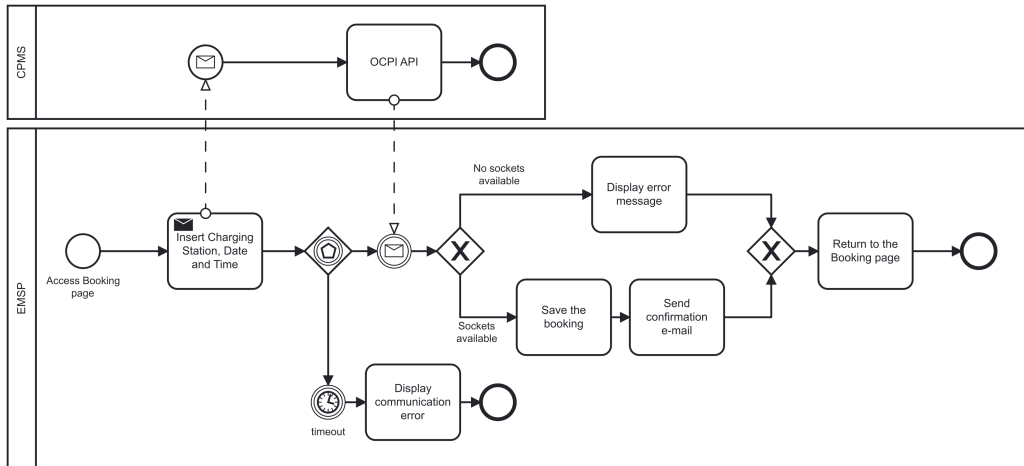 CPMS
OCPI API
EMSP
Access Booking
page
Insert Charging
Station, Date
and Time
No sockets
available
Display error
message
Sockets
available
Save the
booking
Send
confirmation
e-mail
Return to the
Booking page
timeout
Display
communication
error